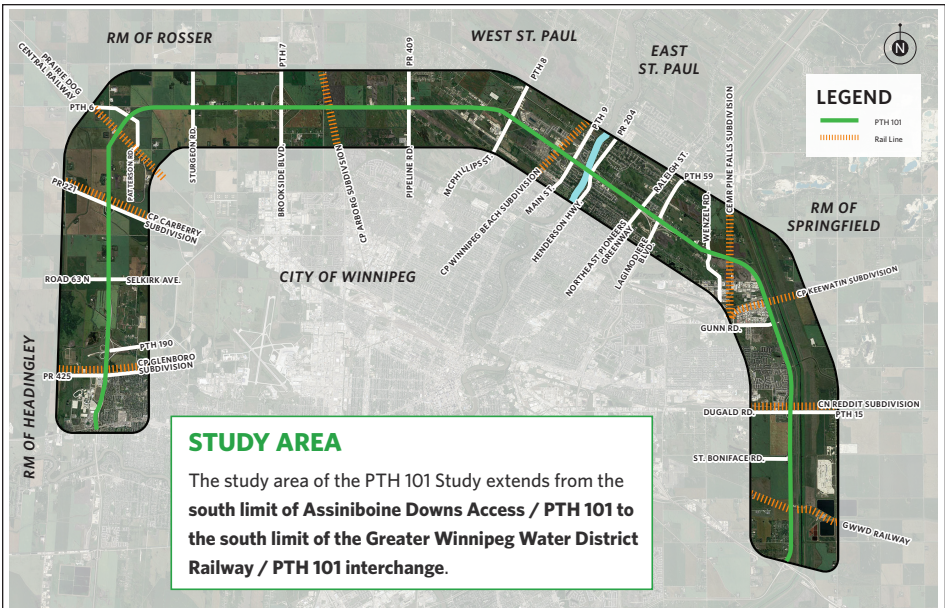 RM OF ROSSER
WEST ST. PAUL
EAST
ST. PAUL
N
PRAIRIE DOG
CENTRAL RAILWAY
PTH 6
PATTERSON RD.
STURGEON RD.
PTH 7
BROOKSIDE BLVD.
CP ARBORG SUBDIVISION
PR 409
PIPELINE RD.
PTH 8
MCPHILLIPS ST.
CP WINNIPEG BEACH SUBDIVISION
PTH 9
MAIN ST.
PR 204
HENDERSON HWY.
NORTHEAST PIONEERS
GREENWAY
RALEIGH ST.
PTH 59
LAGIMODIERE
BLVD.
WENZEL RD.
CEMR PINE FALLS SUBDIVISION
LEGEND
PTH 101
Rail Line
RM OF
SPRINGFIELD
PR 221
CP CARBERRY
SUBDIVISION
CITY OF WINNIPEG
ROAD 63 N
SELKIRK AVE.
CP KEEWATIN SUBDIVISION
GUNN RD.
PTH 190
CP GLENBORO
SUBDIVISION
PR 425
RM OF HEADINGLEY
CN REDDIT SUBDIVISION
DUGALD RD.
PTH 15
ST. BONIFACE RD.
GWWD RAILWAY
STUDY AREA
The study area of the PTH 101 Study extends from the
south limit of Assiniboine Downs Access / PTH 101 to
the south limit of the Greater Winnipeg Water District
Railway / PTH 101 interchange.